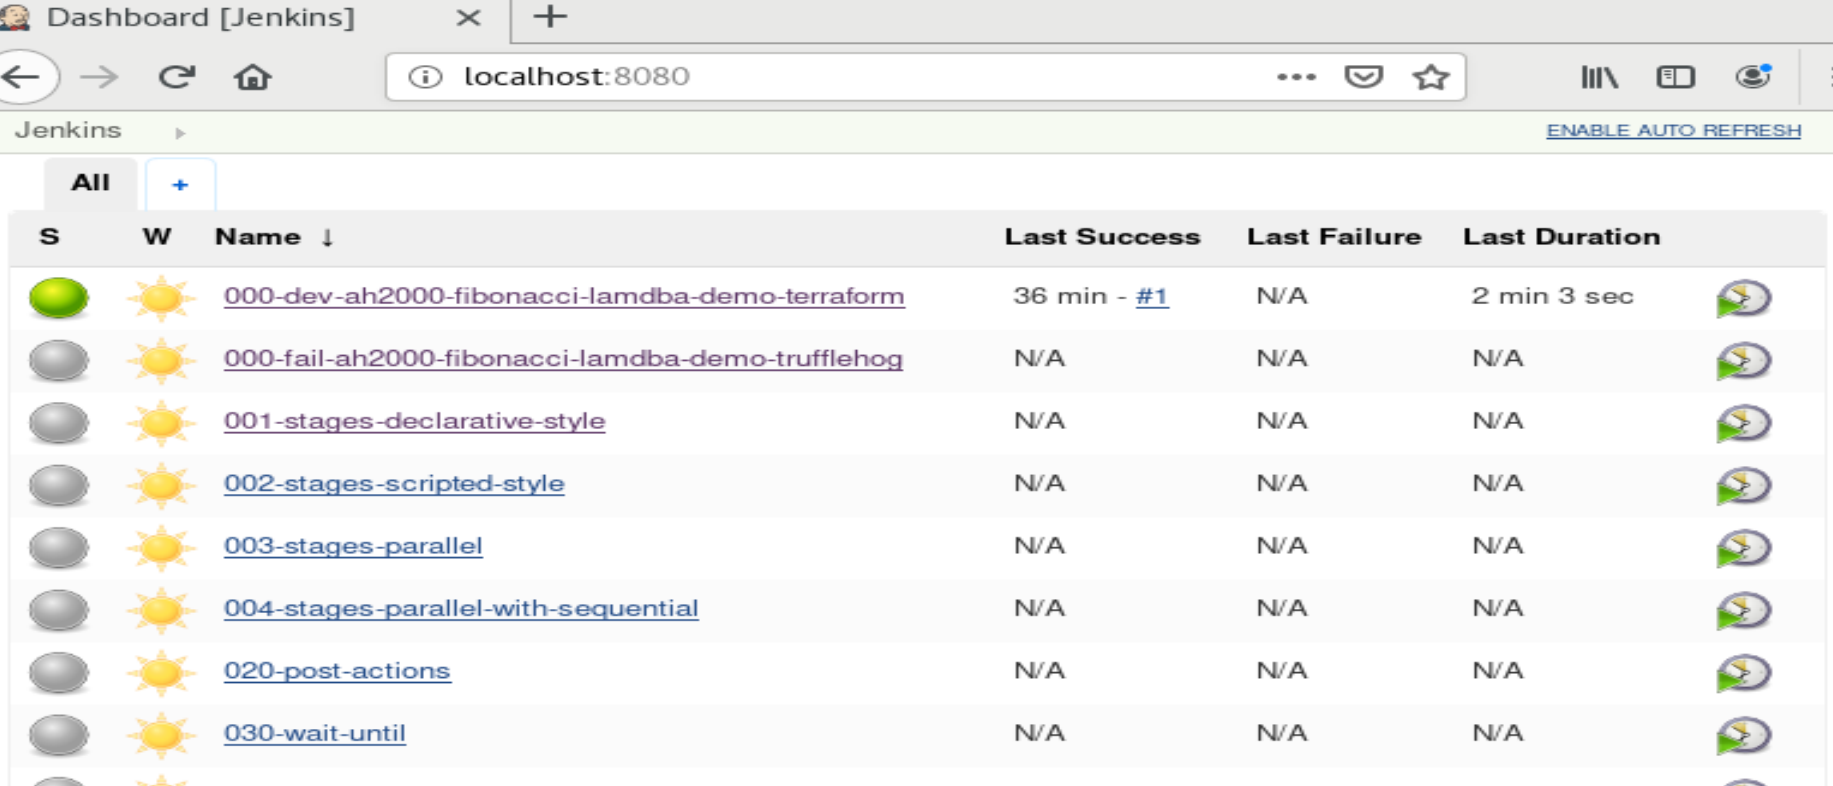 Dashboard [Jenkins]
localhost:8080
Jenkins ENABLE AUTO REFRESH
All +
S W Name ↓ Last Success Last Failure Last Duration
000-dev-ah2000-fibonacci-lamdba-demo-terraform 36 min - #1 N/A 2 min 3 sec
000-fail-ah2000-fibonacci-lamdba-demo-trufflehog N/A N/A N/A
001-stages-declarative-style N/A N/A N/A
002-stages-scripted-style N/A N/A N/A
003-stages-parallel N/A N/A N/A
004-stages-parallel-with-sequential N/A N/A N/A
020-post-actions N/A N/A N/A
030-wait-until N/A N/A N/A